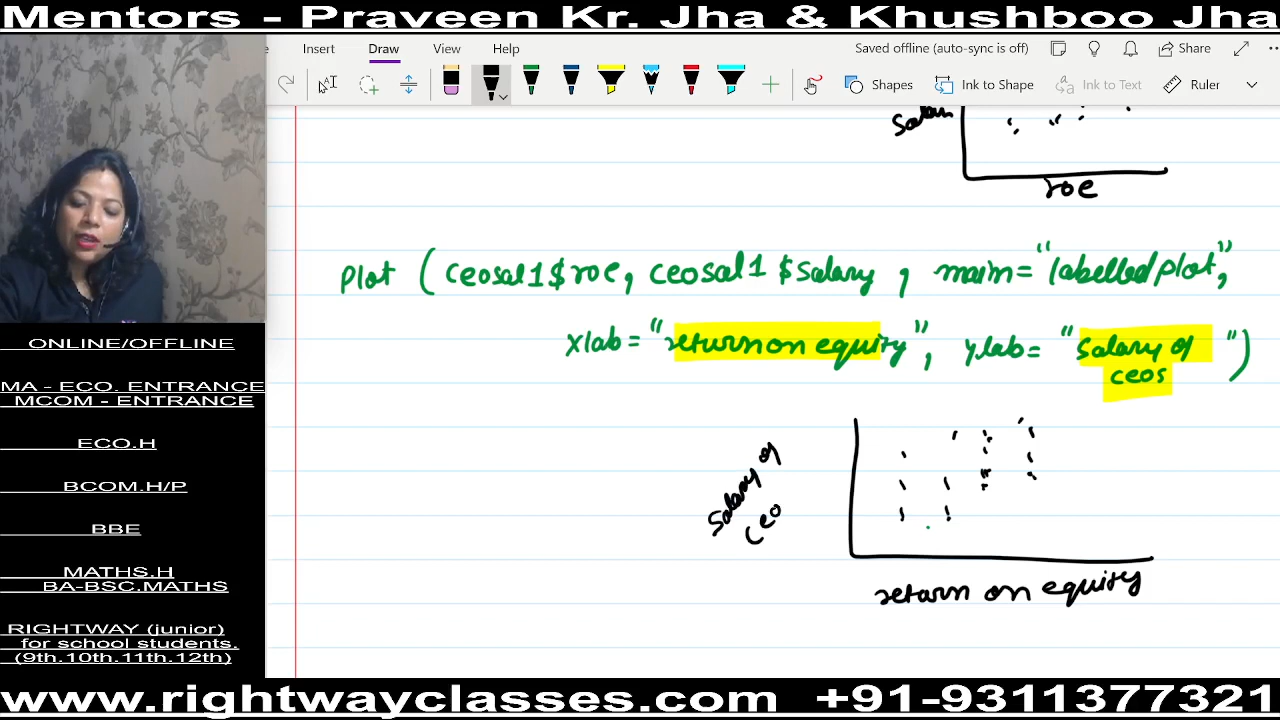 Mentors - Praveen Kr. Jha & Khushboo Jha
Insert Draw View Help Saved offline (auto-sync is off) Share
Shapes Ink to Shape Ink to Text Ruler
roe
Plot ( ceosal1$roe, ceosal1 $salary , main= "labelled plot",
xlab= "return on equity", ylab= "salary of ceos")
Salary of
ceo
return on equity
ONLINE/OFFLINE
MA - ECO. ENTRANCE
MCOM - ENTRANCE
ECO.H
BCOM.H/P
BBE
MATHS.H
BA-BSC.MATHS
RIGHTWAY (junior)
for school students.
(9th.10th.11th.12th)
www.rightwayclasses.com +91-9311377321